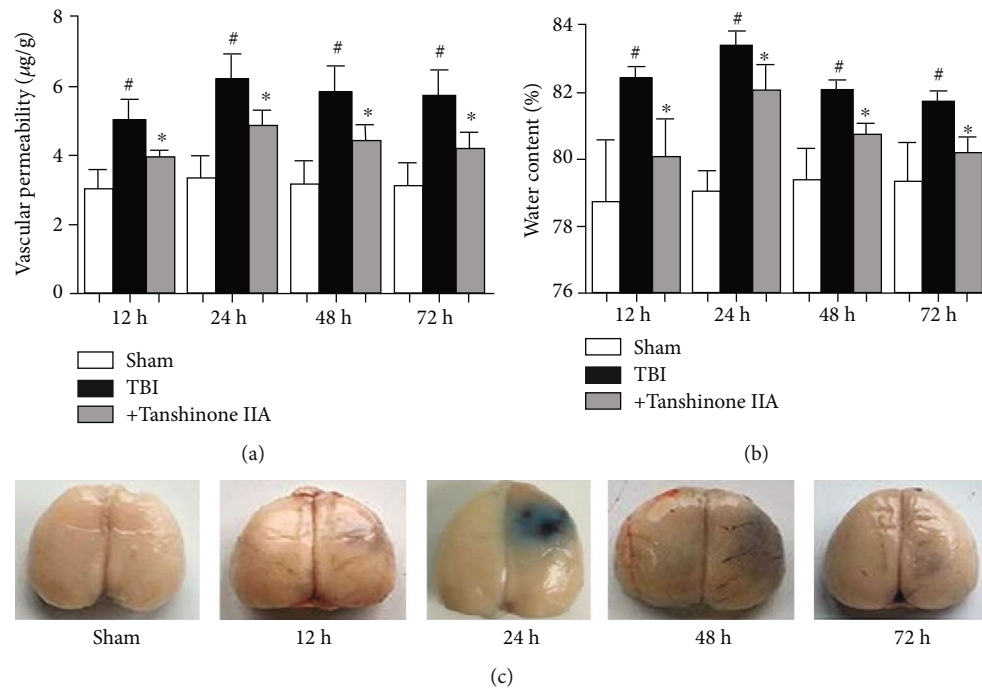 8
6
4
2
0
Vascular permeability (μg/g)
#
*
#
*
#
*
#
*
12 h 24 h 48 h 72 h
Sham
TBI
+Tanshinone IIA
(a)
84
82
80
78
76
Water content (%)
#
*
#
*
#
*
#
*
12 h 24 h 48 h 72 h
Sham
TBI
+Tanshinone IIA
(b)
Sham 12 h 24 h 48 h 72 h
(c)